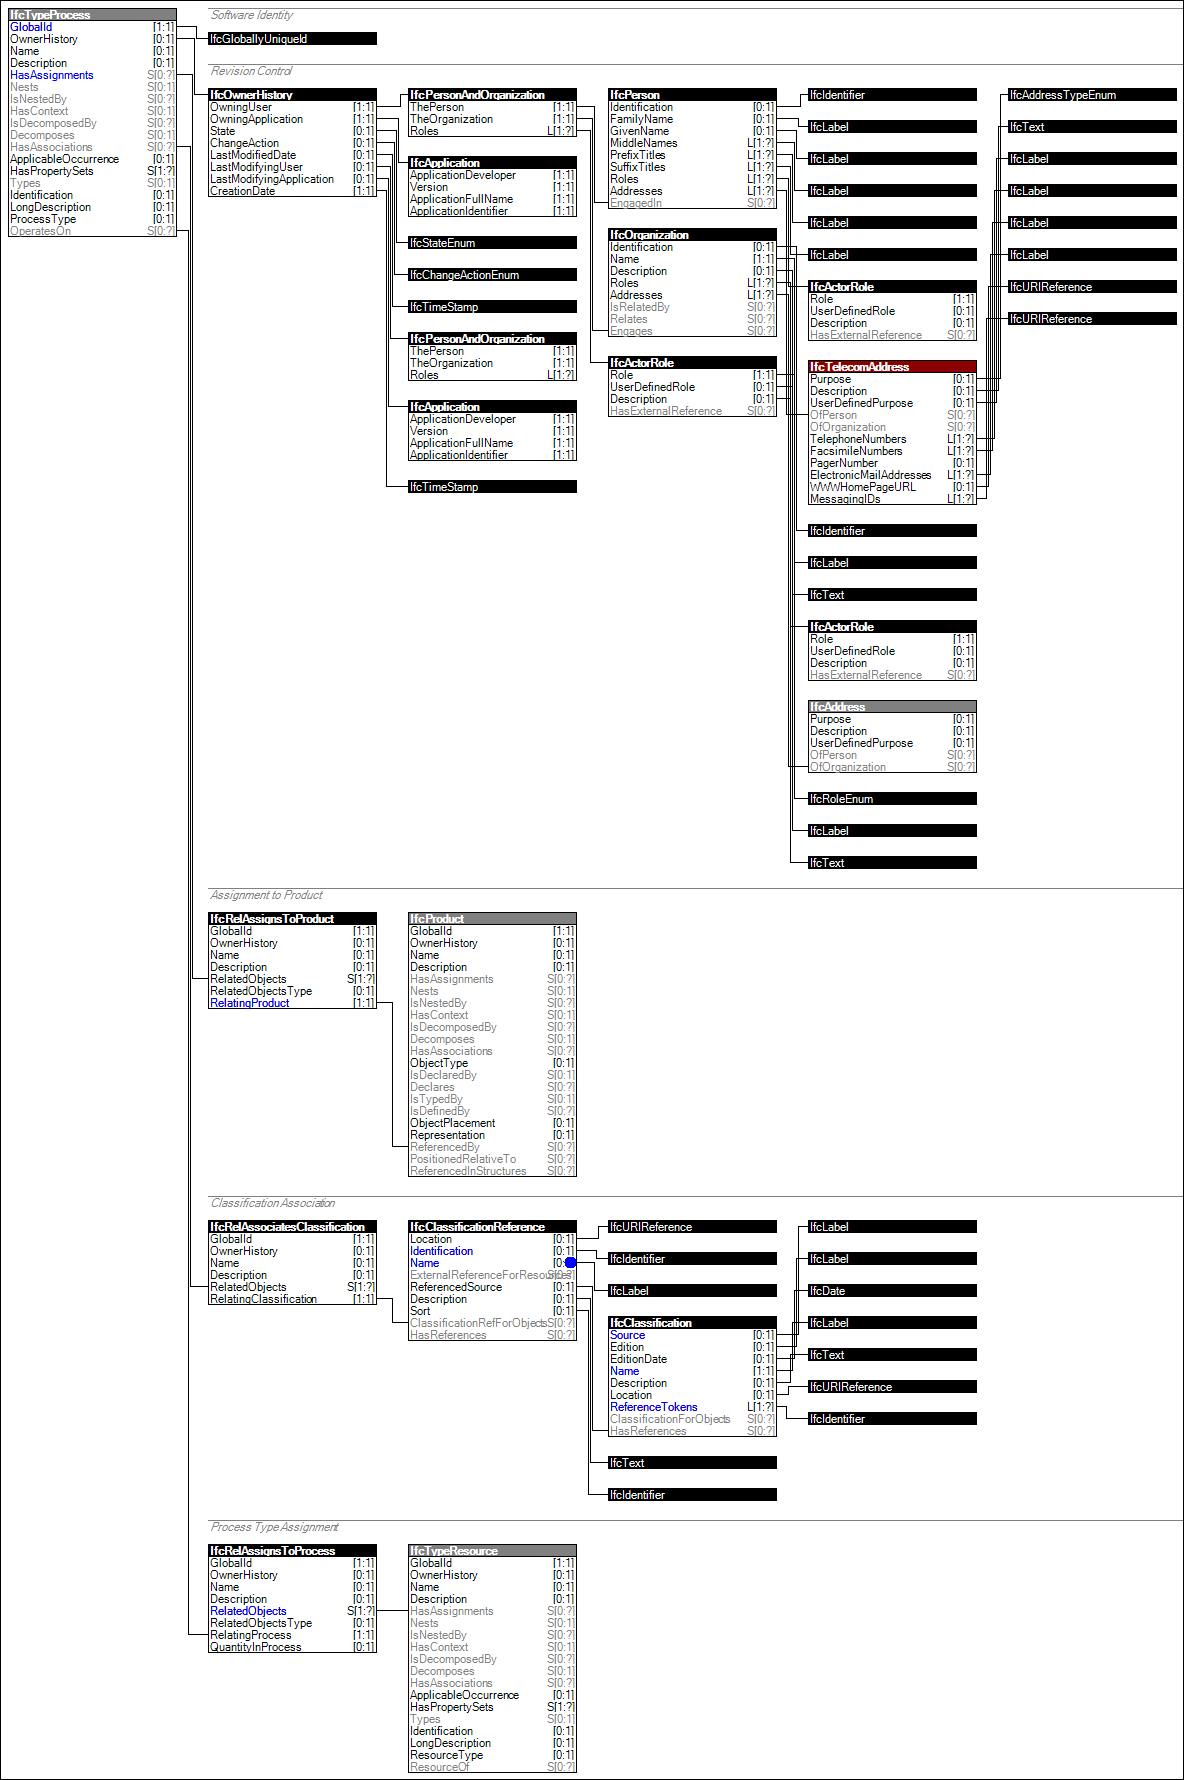 IfcTypeProcess
GlobalId [1:1]
OwnerHistory [0:1]
Name [0:1]
Description [0:1]
HasAssignments S[0:?]
Nests S[0:1]
IsNestedBy S[0:?]
HasContext S[0:1]
IsDecomposedBy S[0:?]
Decomposes S[0:1]
HasAssociations S[0:?]
ApplicableOccurrence [0:1]
HasPropertySets S[1:?]
Types S[0:1]
Identification [0:1]
LongDescription [0:1]
ProcessType [0:1]
OperatesOn S[0:?]
Software Identity
IfcGloballyUniqueId
Revision Control
IfcOwnerHistory
OwningUser [1:1]
OwningApplication [1:1]
State [0:1]
ChangeAction [0:1]
LastModifiedDate [0:1]
LastModifyingUser [0:1]
LastModifyingApplication [0:1]
CreationDate [1:1]
IfcPersonAndOrganization
ThePerson [1:1]
TheOrganization [1:1]
Roles L[1:?]
IfcApplication
ApplicationDeveloper [1:1]
Version [1:1]
ApplicationFullName [1:1]
ApplicationIdentifier [1:1]
IfcStateEnum
IfcChangeActionEnum
IfcTimeStamp
IfcPersonAndOrganization
ThePerson [1:1]
TheOrganization [1:1]
Roles L[1:?]
IfcApplication
ApplicationDeveloper [1:1]
Version [1:1]
ApplicationFullName [1:1]
ApplicationIdentifier [1:1]
IfcTimeStamp
IfcPerson
Identification [0:1]
FamilyName [0:1]
GivenName [0:1]
MiddleNames L[1:?]
PrefixTitles L[1:?]
SuffixTitles L[1:?]
Roles L[1:?]
Addresses L[1:?]
EngagedIn S[0:?]
IfcOrganization
Identification [0:1]
Name [1:1]
Description [0:1]
Roles L[1:?]
Addresses L[1:?]
IsRelatedBy S[0:?]
Relates S[0:?]
Engages S[0:?]
IfcActorRole
Role [1:1]
UserDefinedRole [0:1]
Description [0:1]
HasExternalReference S[0:?]
IfcIdentifier
IfcLabel
IfcLabel
IfcLabel
IfcLabel
IfcLabel
IfcActorRole
Role [1:1]
UserDefinedRole [0:1]
Description [0:1]
HasExternalReference S[0:?]
IfcTelecomAddress
Purpose [0:1]
Description [0:1]
UserDefinedPurpose [0:1]
OfPerson S[0:?]
OfOrganization S[0:?]
TelephoneNumbers L[1:?]
FacsimileNumbers L[1:?]
PagerNumber [0:1]
ElectronicMailAddresses L[1:?]
WWWHomePageURL [0:1]
MessagingIDs L[1:?]
IfcIdentifier
IfcLabel
IfcText
IfcActorRole
Role [1:1]
UserDefinedRole [0:1]
Description [0:1]
HasExternalReference S[0:?]
IfcAddress
Purpose [0:1]
Description [0:1]
UserDefinedPurpose [0:1]
OfPerson S[0:?]
OfOrganization S[0:?]
IfcRoleEnum
IfcLabel
IfcText
IfcAddressTypeEnum
IfcText
IfcLabel
IfcLabel
IfcLabel
IfcLabel
IfcURIReference
IfcURIReference
Assignment to Product
IfcRelAssignsToProduct
GlobalId [1:1]
OwnerHistory [0:1]
Name [0:1]
Description [0:1]
RelatedObjects S[1:?]
RelatedObjectsType [0:1]
RelatingProduct [1:1]
IfcProduct
GlobalId [1:1]
OwnerHistory [0:1]
Name [0:1]
Description [0:1]
HasAssignments S[0:?]
Nests S[0:1]
IsNestedBy S[0:?]
HasContext S[0:1]
IsDecomposedBy S[0:?]
Decomposes S[0:1]
HasAssociations S[0:?]
ObjectType [0:1]
IsDeclaredBy S[0:1]
Declares S[0:?]
IsTypedBy S[0:1]
IsDefinedBy S[0:?]
ObjectPlacement [0:1]
Representation [0:1]
ReferencedBy S[0:?]
PositionedRelativeTo S[0:?]
ReferencedInStructures S[0:?]
Classification Association
IfcRelAssociatesClassification
GlobalId [1:1]
OwnerHistory [0:1]
Name [0:1]
Description [0:1]
RelatedObjects S[1:?]
RelatingClassification [1:1]
IfcClassificationReference
Location [0:1]
Identification [0:1]
Name [0:
ExternalReferenceForResources S[0:?]
ReferencedSource [0:1]
Description [0:1]
Sort [0:1]
ClassificationRefForObjects S[0:?]
HasReferences S[0:?]
IfcURIReference
IfcIdentifier
IfcLabel
IfcClassification
Source [0:1]
Edition [0:1]
EditionDate [0:1]
Name [1:1]
Description [0:1]
Location [0:1]
ReferenceTokens L[1:?]
ClassificationForObjects S[0:?]
HasReferences S[0:?]
IfcText
IfcIdentifier
IfcLabel
IfcLabel
IfcDate
IfcLabel
IfcText
IfcURIReference
IfcIdentifier
Process Type Assignment
IfcRelAssignsToProcess
GlobalId [1:1]
OwnerHistory [0:1]
Name [0:1]
Description [0:1]
RelatedObjects S[1:?]
RelatedObjectsType [0:1]
RelatingProcess [1:1]
QuantityInProcess [0:1]
IfcTypeResource
GlobalId [1:1]
OwnerHistory [0:1]
Name [0:1]
Description [0:1]
HasAssignments S[0:?]
Nests S[0:1]
IsNestedBy S[0:?]
HasContext S[0:1]
IsDecomposedBy S[0:?]
Decomposes S[0:1]
HasAssociations S[0:?]
ApplicableOccurrence [0:1]
HasPropertySets S[1:?]
Types S[0:1]
Identification [0:1]
LongDescription [0:1]
ResourceType [0:1]
ResourceOf S[0:?]